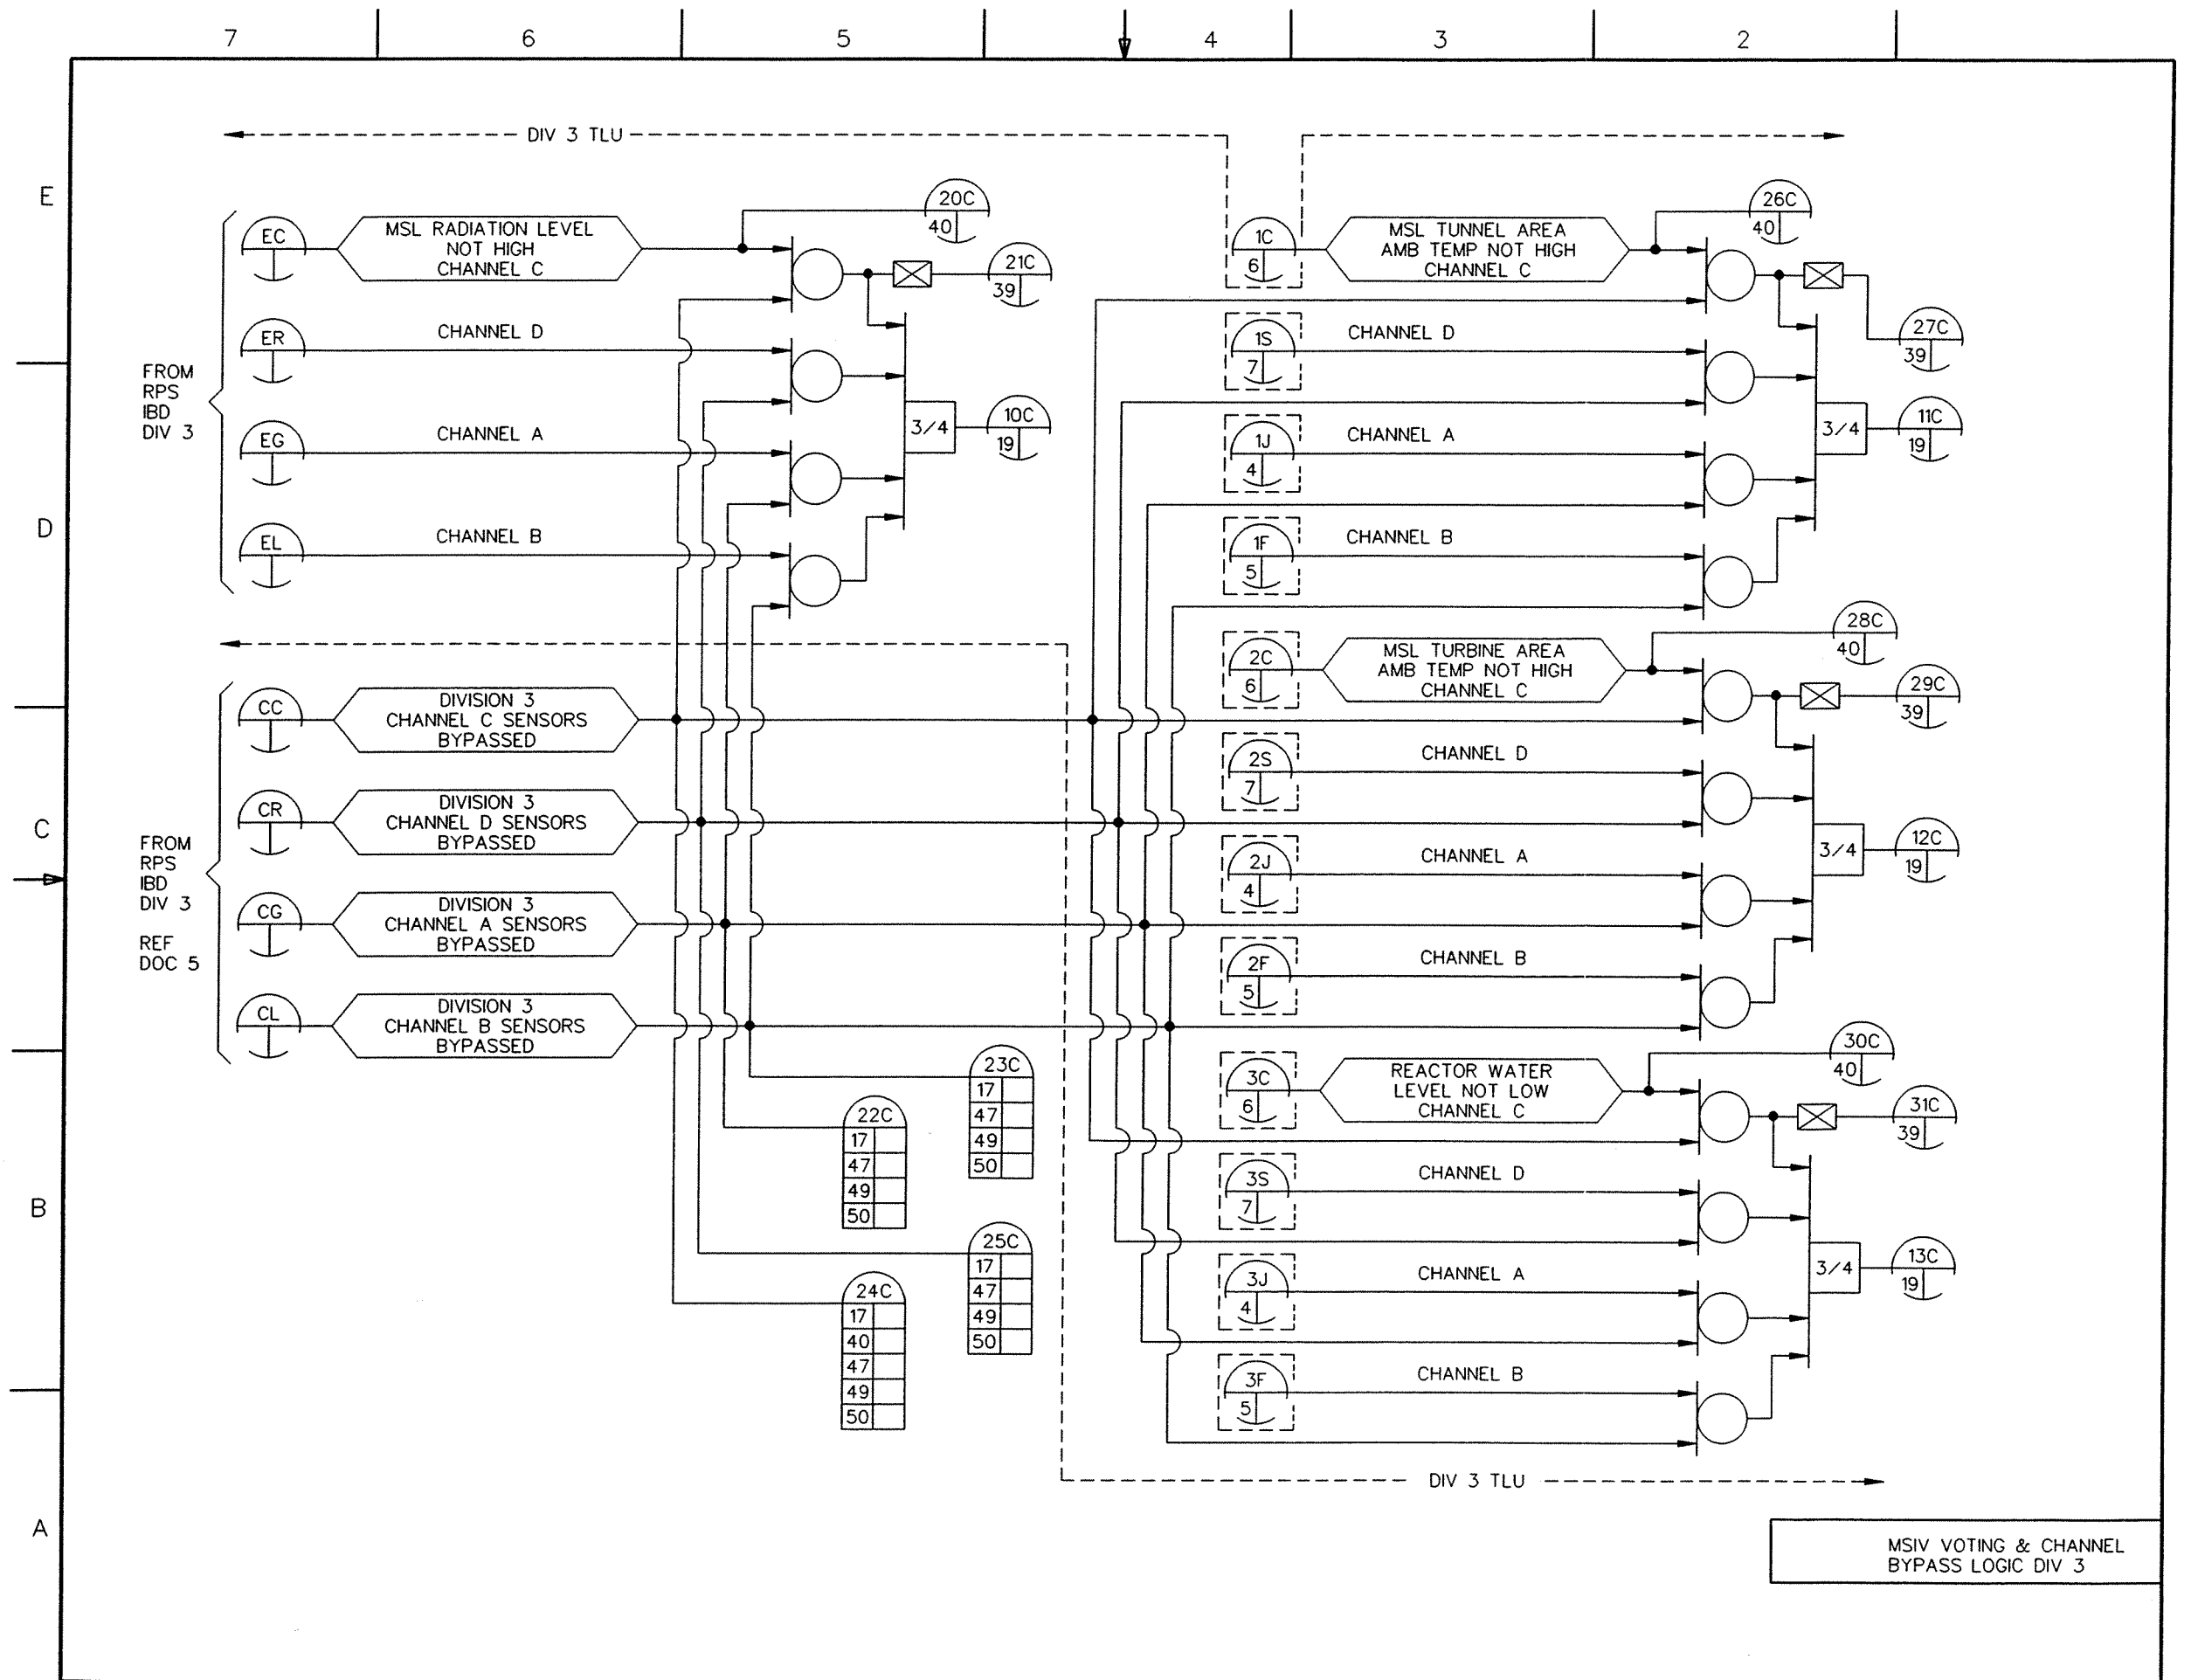 7
6
5
4
3
2
E
D
C
B
A
DIV 3 TLU
FROM
RPS
IBD
DIV 3
EC
MSL RADIATION LEVEL
NOT HIGH
CHANNEL C
20C
40
21C
39
ER
CHANNEL D
EG
CHANNEL A
3/4
10C
19
EL
CHANNEL B
FROM
RPS
IBD
DIV 3
REF
DOC 5
CC
DIVISION 3
CHANNEL C SENSORS
BYPASSED
CR
DIVISION 3
CHANNEL D SENSORS
BYPASSED
CG
DIVISION 3
CHANNEL A SENSORS
BYPASSED
CL
DIVISION 3
CHANNEL B SENSORS
BYPASSED
23C
17
47
49
50
22C
17
47
49
50
25C
17
47
49
50
24C
17
40
47
49
50
1C
6
MSL TUNNEL AREA
AMB TEMP NOT HIGH
CHANNEL C
26C
40
27C
39
1S
7
CHANNEL D
1J
4
CHANNEL A
3/4
11C
19
1F
5
CHANNEL B
2C
6
MSL TURBINE AREA
AMB TEMP NOT HIGH
CHANNEL C
28C
40
29C
39
2S
7
CHANNEL D
2J
4
CHANNEL A
3/4
12C
19
2F
5
CHANNEL B
3C
6
REACTOR WATER
LEVEL NOT LOW
CHANNEL C
30C
40
31C
39
3S
7
CHANNEL D
3J
4
CHANNEL A
3/4
13C
19
3F
5
CHANNEL B
DIV 3 TLU
MSIV VOTING & CHANNEL
BYPASS LOGIC DIV 3